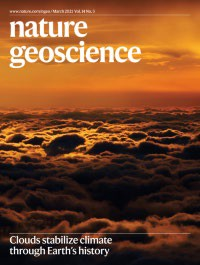 www.nature.com/ngeo / March 2021 Vol. 14 No. 3
nature
geoscience
Clouds stabilize climate
through Earth's history